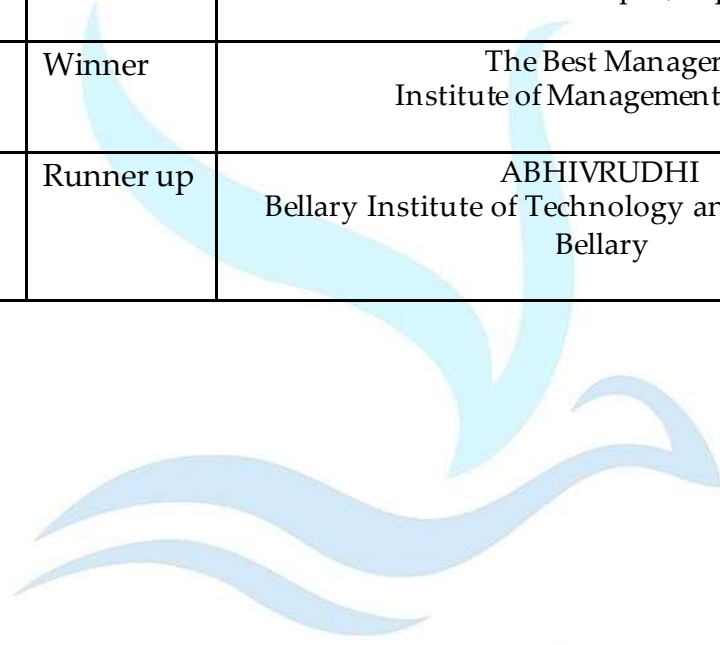 Winner
The Best Manager
Institute of Management
Runner up
ABHIVRUDHI
Bellary Institute of Technology an
Bellary